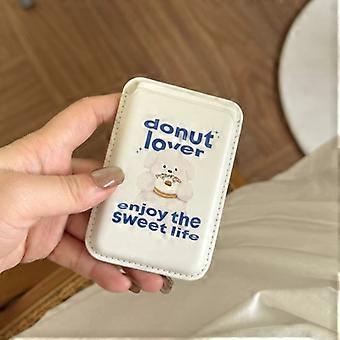 donut
lover
enjoy the
sweet life